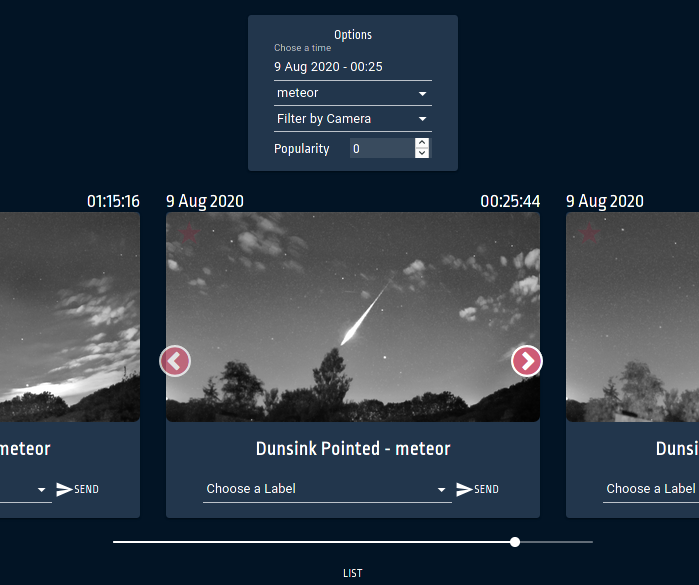 Options
Chose a time
9 Aug 2020 - 00:25
meteor
Filter by Camera
Popularity 0
01:15:16
9 Aug 2020 00:25:44
9 Aug 2020
meteor
Dunsink Pointed - meteor
Dunsi
SEND
Choose a Label SEND
Choose a Label
LIST